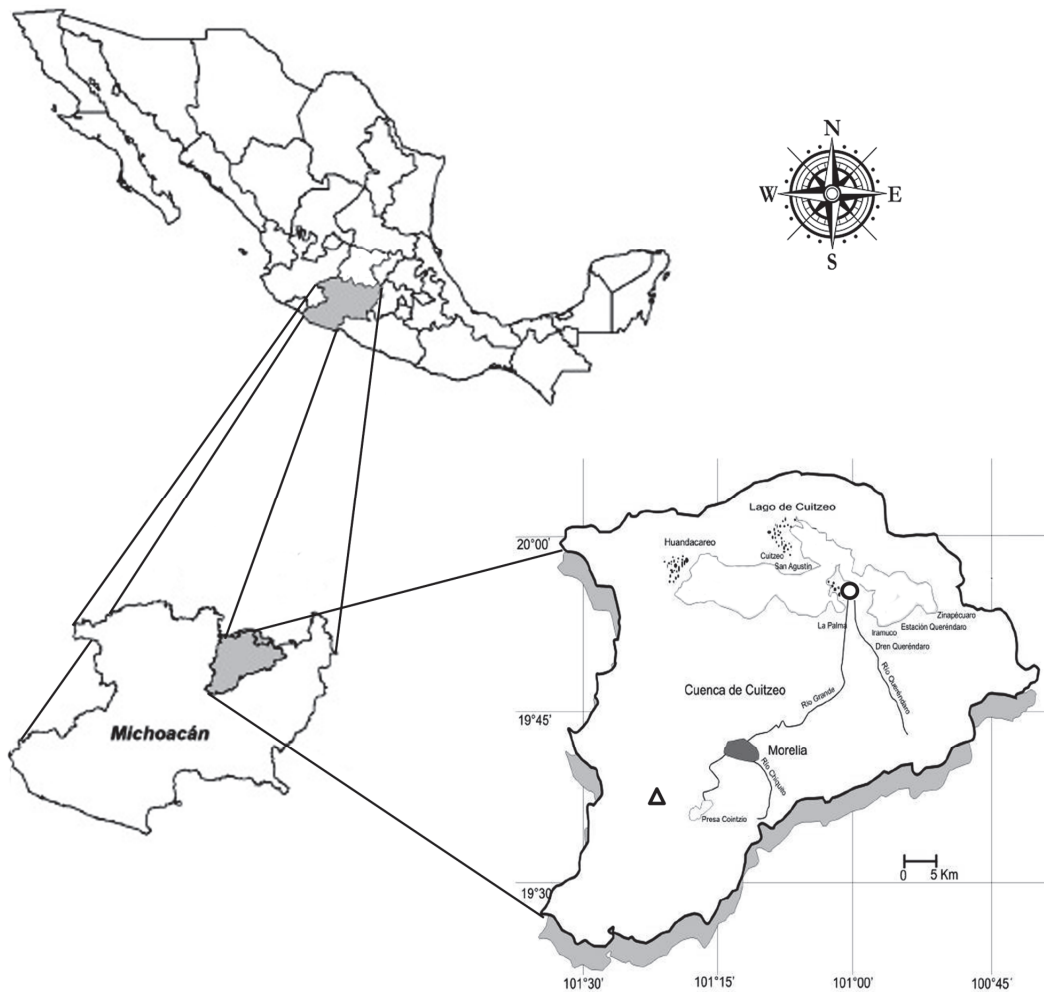 N
W E
S
Michoacán
Lago de Cuitzeo
20°00'
Huandacareo
Cuitzeo
San Agustín
Zinapécuaro
La Palma
Estación Queréndaro
Iramuco
Dren Queréndaro
Río Queréndaro
Cuenca de Cuitzeo
Río Grande
19°45'
Morelia
Río Chiquito
Presa Cointzio
0 5 Km
19°30
101°30'
101°15'
101°00'
100°45'